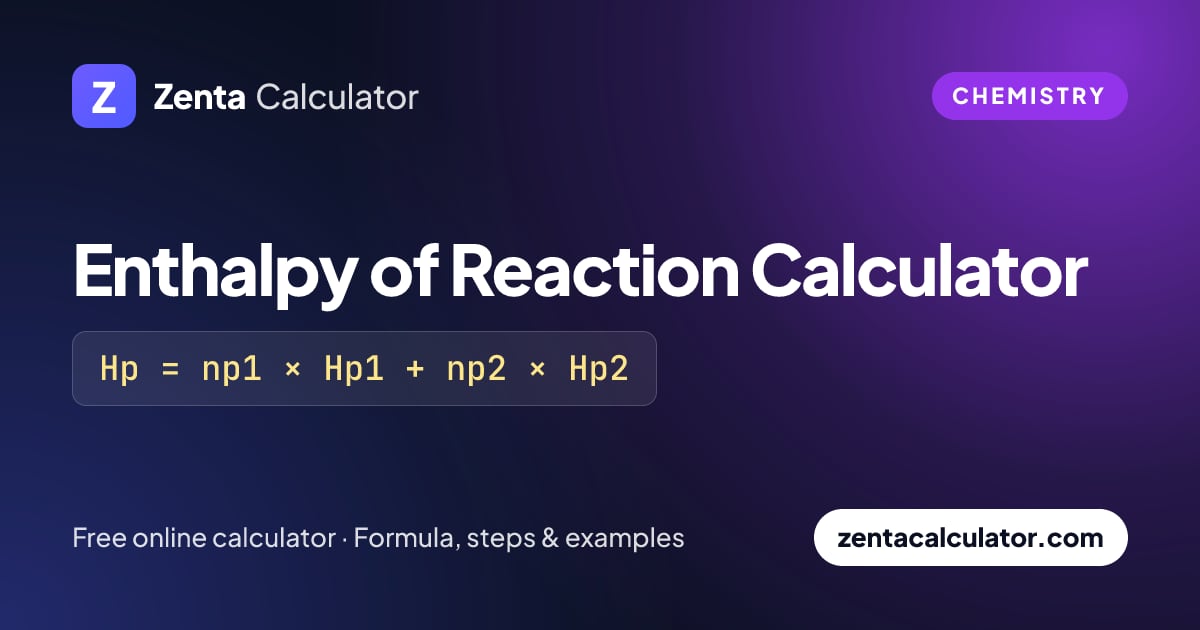 Z
Zenta Calculator
CHEMISTRY
Enthalpy of Reaction Calculator
Hp = np1 × Hp1 + np2 × Hp2
Free online calculator · Formula, steps & examples
zentacalculator.com